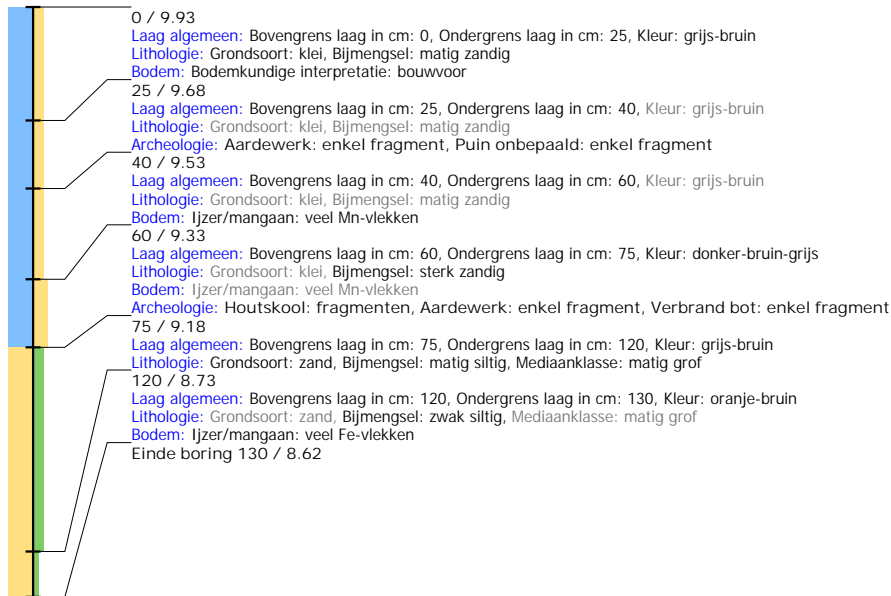 0 / 9.93
Laag algemeen: Bovengrens laag in cm: 0, Ondergrens laag in cm: 25, Kleur: grijs-bruin
Lithologie: Grondsoort: klei, Bijmengsel: matig zandig
Bodem: Bodemkundige interpretatie: bouwvoor
25 / 9.68
Laag algemeen: Bovengrens laag in cm: 25, Ondergrens laag in cm: 40, Kleur: grijs-bruin
Lithologie: Grondsoort: klei, Bijmengsel: matig zandig
Archeologie: Aardewerk: enkel fragment, Puin onbepaald: enkel fragment
40 / 9.53
Laag algemeen: Bovengrens laag in cm: 40, Ondergrens laag in cm: 60, Kleur: grijs-bruin
Lithologie: Grondsoort: klei, Bijmengsel: matig zandig
Bodem: Ijzer/mangaan: veel Mn-vlekken
60 / 9.33
Laag algemeen: Bovengrens laag in cm: 60, Ondergrens laag in cm: 75, Kleur: donker-bruin-grijs
Lithologie: Grondsoort: klei, Bijmengsel: sterk zandig
Bodem: Ijzer/mangaan: veel Mn-vlekken
Archeologie: Houtskool: fragmenten, Aardewerk: enkel fragment, Verbrand bot: enkel fragment
75 / 9.18
Laag algemeen: Bovengrens laag in cm: 75, Ondergrens laag in cm: 120, Kleur: grijs-bruin
Lithologie: Grondsoort: zand, Bijmengsel: matig siltig, Mediaanklasse: matig grof
120 / 8.73
Laag algemeen: Bovengrens laag in cm: 120, Ondergrens laag in cm: 130, Kleur: oranje-bruin
Lithologie: Grondsoort: zand, Bijmengsel: zwak siltig, Mediaanklasse: matig grof
Bodem: Ijzer/mangaan: veel Fe-vlekken
Einde boring 130 / 8.62